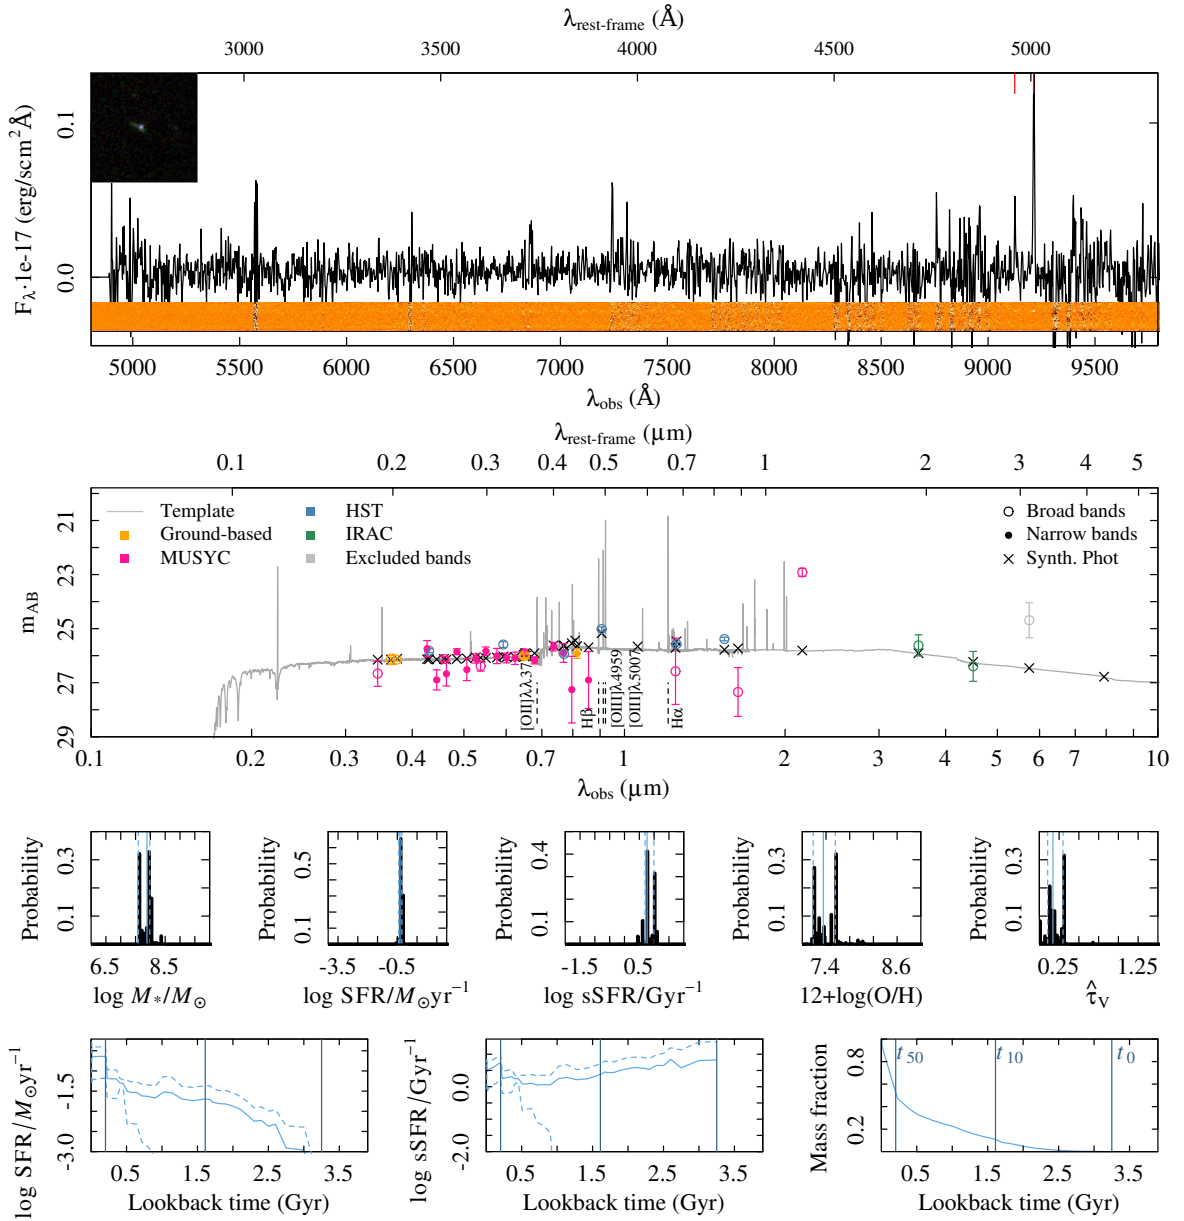 λrest-frame (Å)
3000 3500 4000 4500 5000
Fλ·1e-17 (erg/scm²Å)
0.1
0.0
5000 5500 6000 6500 7000 7500 8000 8500 9000 9500
λobs (Å)
λrest-frame (μm)
0.1 0.2 0.3 0.4 0.5 0.7 1 2 3 4 5
mAB
21
23
25
27
29
Template
Ground-based
MUSYC
HST
IRAC
Excluded bands
Broad bands
Narrow bands
Synth. Phot
[OII]λλ37
Hβ
[OIII]λ4959
[OIII]λ5007
Hα
0.1 0.2 0.3 0.4 0.5 0.7 1 2 3 4 5 6 7 8 10
λobs (μm)
Probability
0.3
0.1
6.5 8.5
log M*/M⊙
Probability
0.5
0.3
0.1
-3.5 -0.5
log SFR/M⊙yr⁻¹
Probability
0.4
0.1
-1.5 0.5
log sSFR/Gyr⁻¹
Probability
0.3
0.1
7.4 8.6
12+log(O/H)
Probability
0.3
0.1
0.25 1.25
τ̂V
log SFR/M⊙yr⁻¹
-1.5
-3.0
0.5 1.5 2.5 3.5
Lookback time (Gyr)
log sSFR/Gyr⁻¹
0.0
-2.0
0.5 1.5 2.5 3.5
Lookback time (Gyr)
Mass fraction
0.8
0.2
t50 t10 t0
0.5 1.5 2.5 3.5
Lookback time (Gyr)